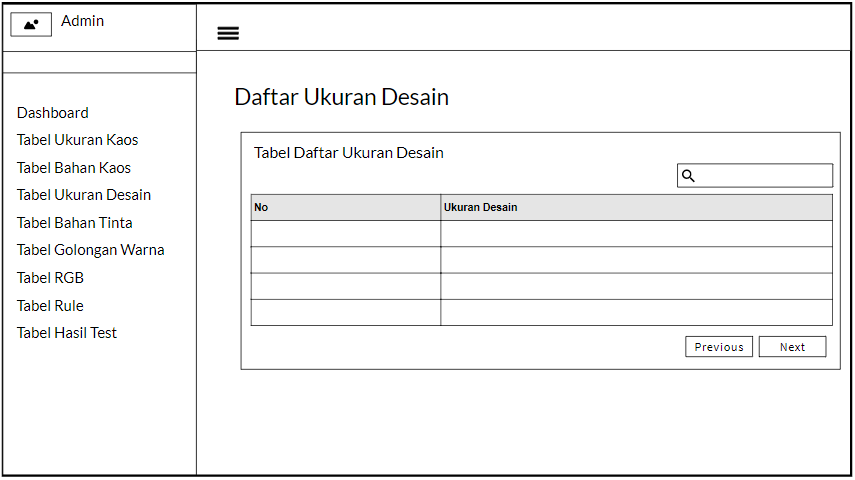 Admin
Dashboard
Tabel Ukuran Kaos
Tabel Bahan Kaos
Tabel Ukuran Desain
Tabel Bahan Tinta
Tabel Golongan Warna
Tabel RGB
Tabel Rule
Tabel Hasil Test
Daftar Ukuran Desain
Tabel Daftar Ukuran Desain
No Ukuran Desain
Previous Next